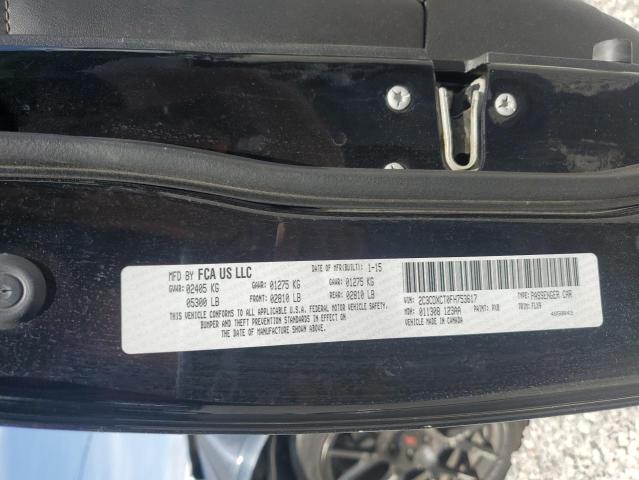 MFD BY FCA US LLC DATE OF MFR(BUILT): 1-15
GVWR: 02405 KG GAWR: 01275 KG GAWR: 01275 KG
05300 LB FRONT: 02810 LB REAR: 02810 LB
THIS VEHICLE CONFORMS TO ALL APPLICABLE U.S.A. FEDERAL MOTOR VEHICLE SAFETY,
BUMPER AND THEFT PREVENTION STANDARDS IN EFFECT ON
THE DATE OF MANUFACTURE SHOWN ABOVE.
VIN: 2C3CDXCT0FH753617 TYPE: PASSENGER CAR
MDH: 011308 123AA PAINT: PX8 TRIM: TLX9
VEHICLE MADE IN CANADA